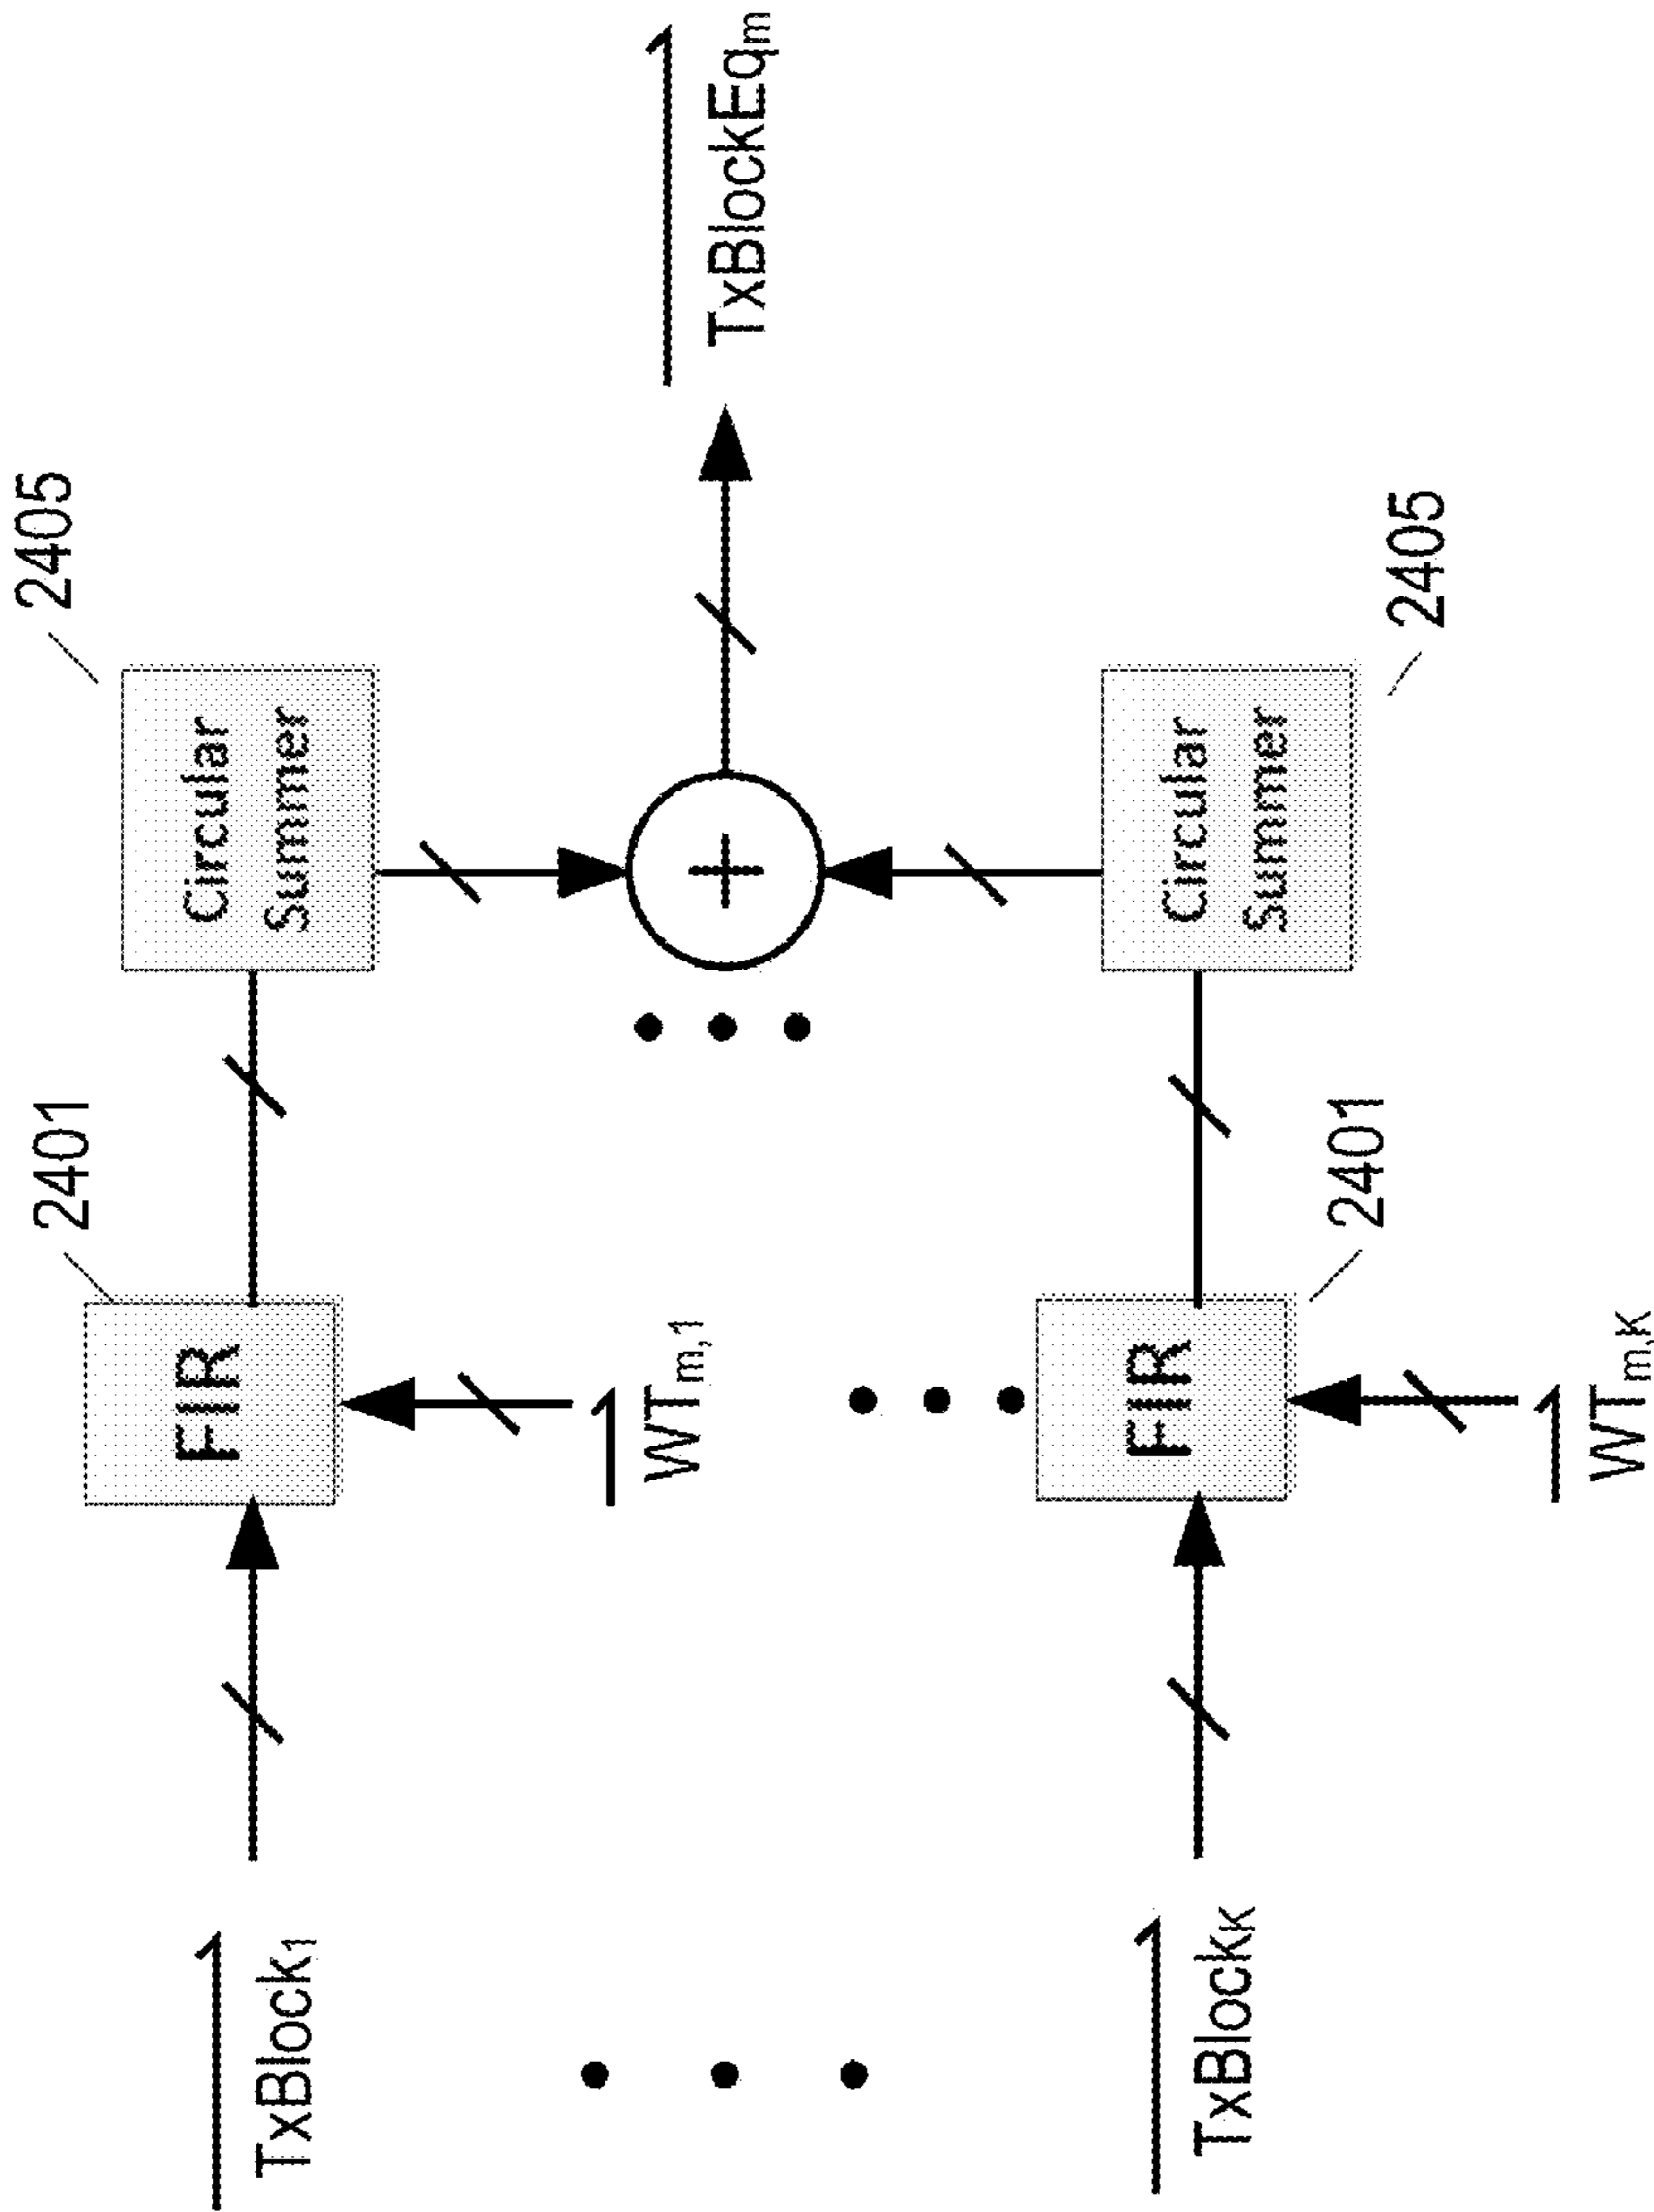 2401
2405
FIR
Circular
Summer
TxBlock₁
WTm,1
+
TxBlockEqm
2401
2405
FIR
Circular
Summer
TxBlockK
WTm,K